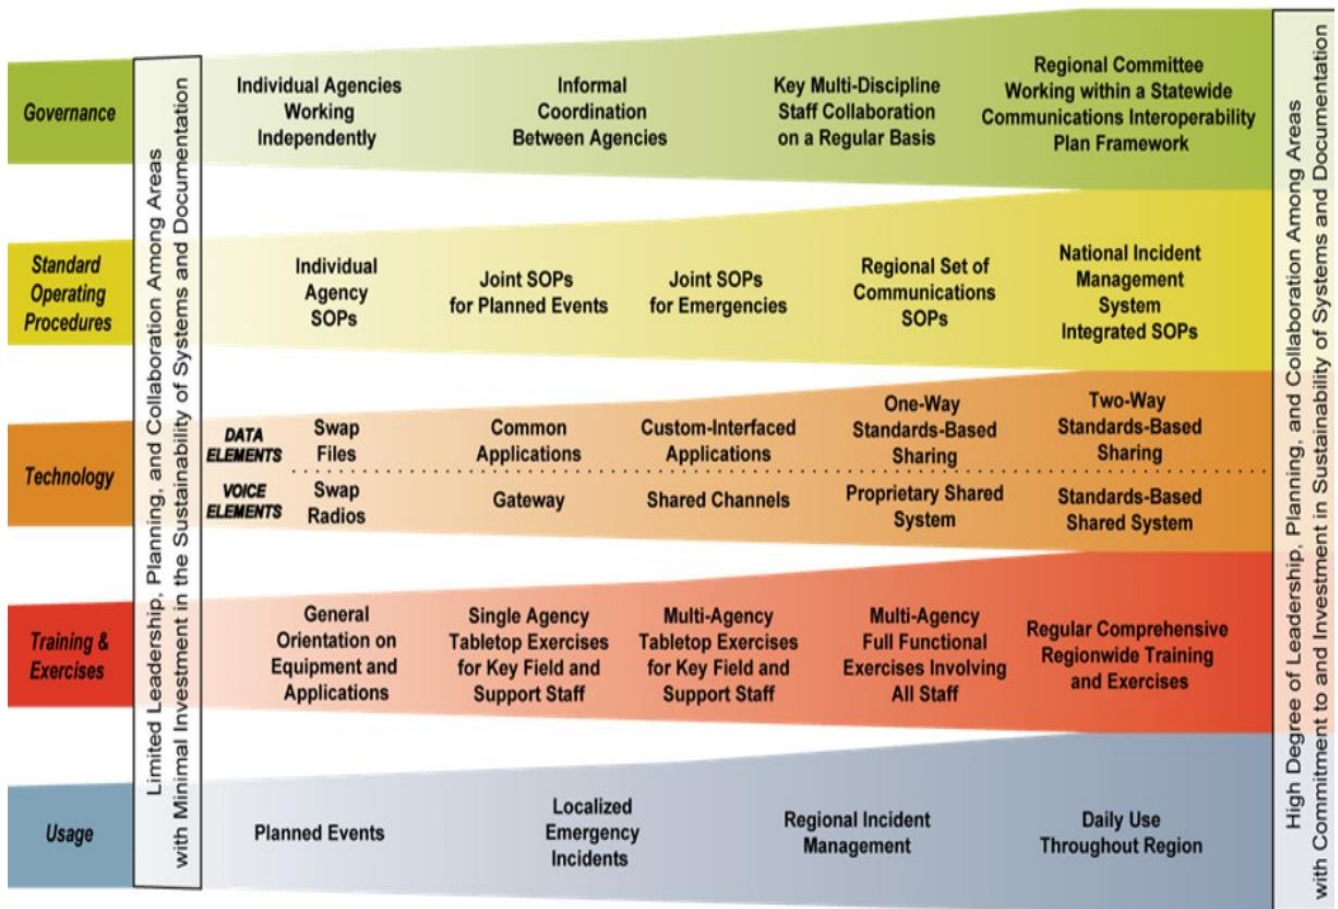 Governance
Individual Agencies
Working
Independently
Informal
Coordination
Between Agencies
Key Multi-Discipline
Staff Collaboration
on a Regular Basis
Regional Committee
Working within a Statewide
Communications Interoperability
Plan Framework
Standard
Operating
Procedures
Individual
Agency
SOPs
Joint SOPs
for Planned Events
Joint SOPs
for Emergencies
Regional Set of
Communications
SOPs
National Incident
Management
System
Integrated SOPs
Technology
DATA
ELEMENTS
Swap
Files
Common
Applications
Custom-Interfaced
Applications
One-Way
Standards-Based
Sharing
Two-Way
Standards-Based
Sharing
VOICE
ELEMENTS
Swap
Radios
Gateway
Shared Channels
Proprietary Shared
System
Standards-Based
Shared System
Training &
Exercises
General
Orientation on
Equipment and
Applications
Single Agency
Tabletop Exercises
for Key Field and
Support Staff
Multi-Agency
Tabletop Exercises
for Key Field and
Support Staff
Multi-Agency
Full Functional
Exercises Involving
All Staff
Regular Comprehensive
Regionwide Training
and Exercises
Usage
Planned Events
Localized
Emergency
Incidents
Regional Incident
Management
Daily Use
Throughout Region
Limited Leadership, Planning, and Collaboration Among Areas
with Minimal Investment in the Sustainability of Systems and Documentation
High Degree of Leadership, Planning, and Collaboration Among Areas
with Commitment to and Investment in Sustainability of Systems and Documentation